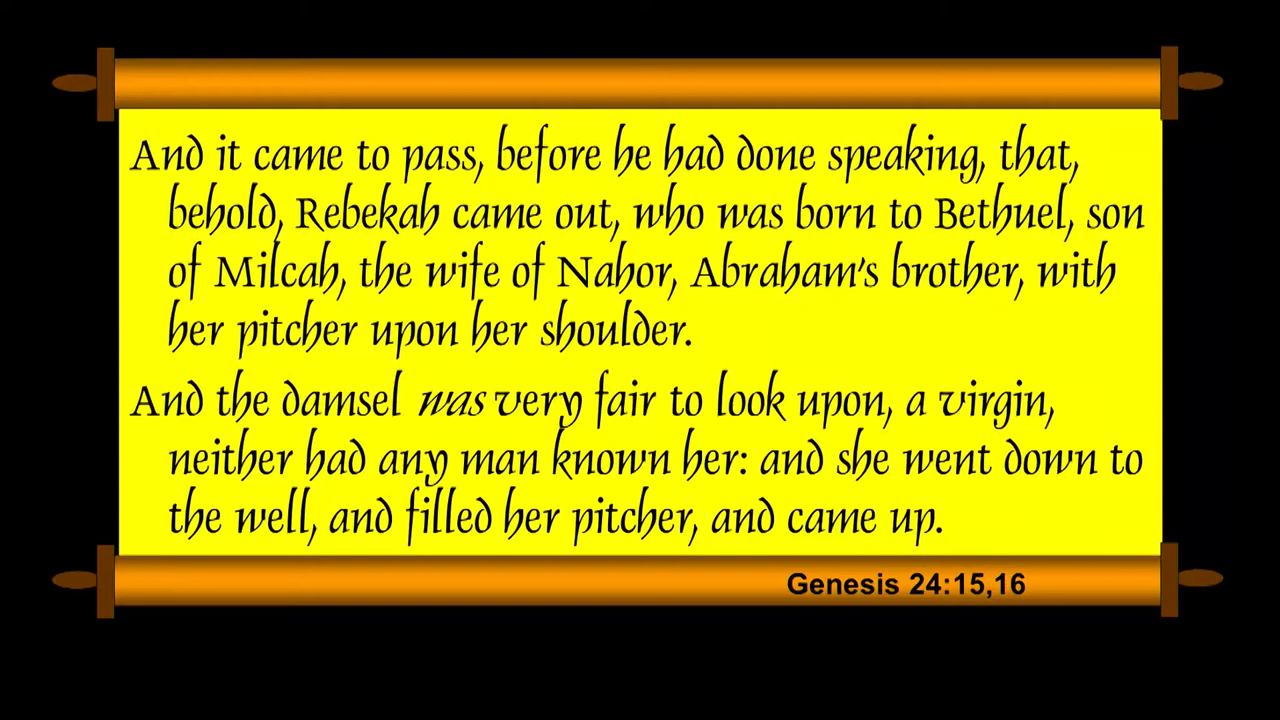 And it came to pass, before he had done speaking, that,
behold, Rebekah came out, who was born to Bethuel, son
of Milcah, the wife of Nahor, Abraham's brother, with
her pitcher upon her shoulder.
And the damsel was very fair to look upon, a virgin,
neither had any man known her: and she went down to
the well, and filled her pitcher, and came up.
Genesis 24:15,16